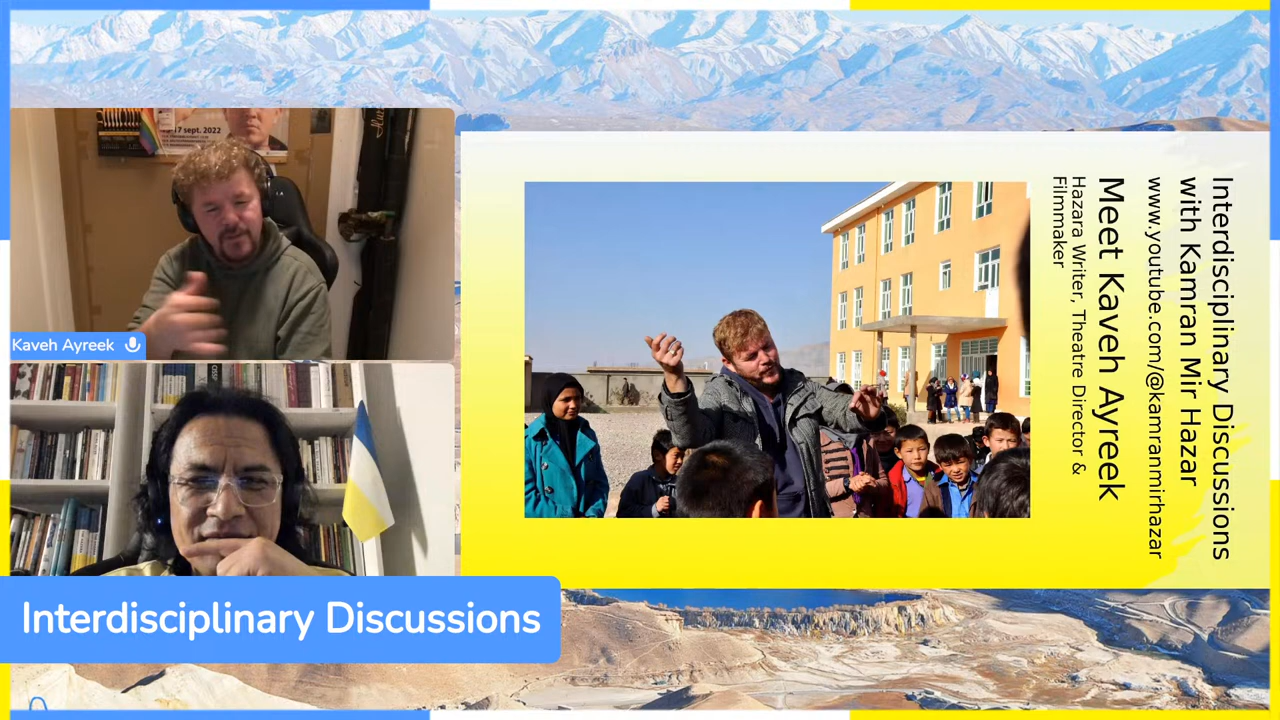 17 sept. 2022
Kaveh Ayreek
Interdisciplinary Discussions
with Kamran Mir Hazar
www.youtube.com/@kamranmirhazar
Meet Kaveh Ayreek
Hazara Writer, Theatre Director &
Filmmaker
Interdisciplinary Discussions